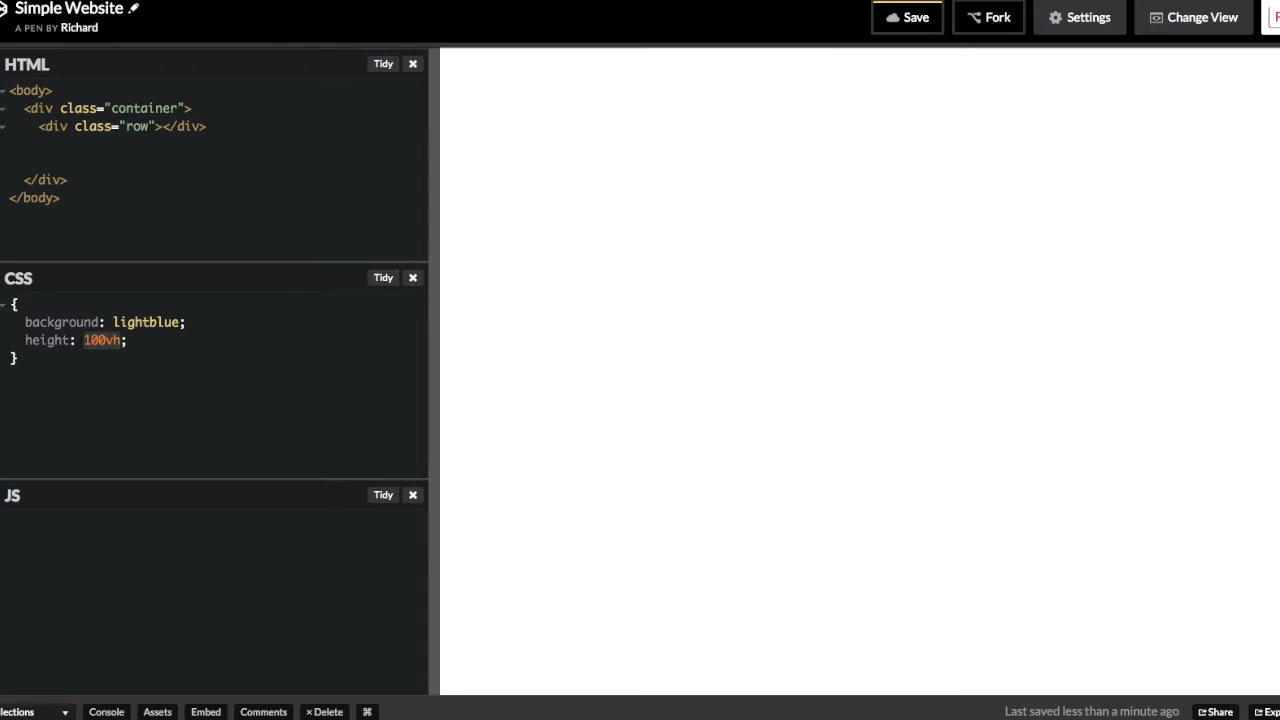 Simple Website
A PEN BY Richard
Save
Fork
Settings
Change View
HTML
Tidy
<body>
<div class="container">
<div class="row"></div>
</div>
</body>
CSS
Tidy
{
background: lightblue;
height: 100vh;
}
JS
Tidy
llections
Console
Assets
Embed
Comments
×Delete
⌘
Last saved less than a minute ago
Share
Exp